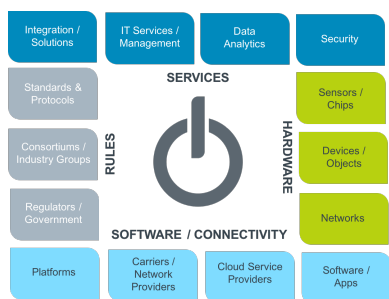 Integration /
Solutions
IT Services /
Management
Data
Analytics
Security
SERVICES
Standards &
Protocols
Sensors /
Chips
RULES
HARDWARE
Consortiums /
Industry Groups
Devices /
Objects
Regulators /
Government
Networks
SOFTWARE / CONNECTIVITY
Platforms
Carriers /
Network
Providers
Cloud Service
Providers
Software /
Apps